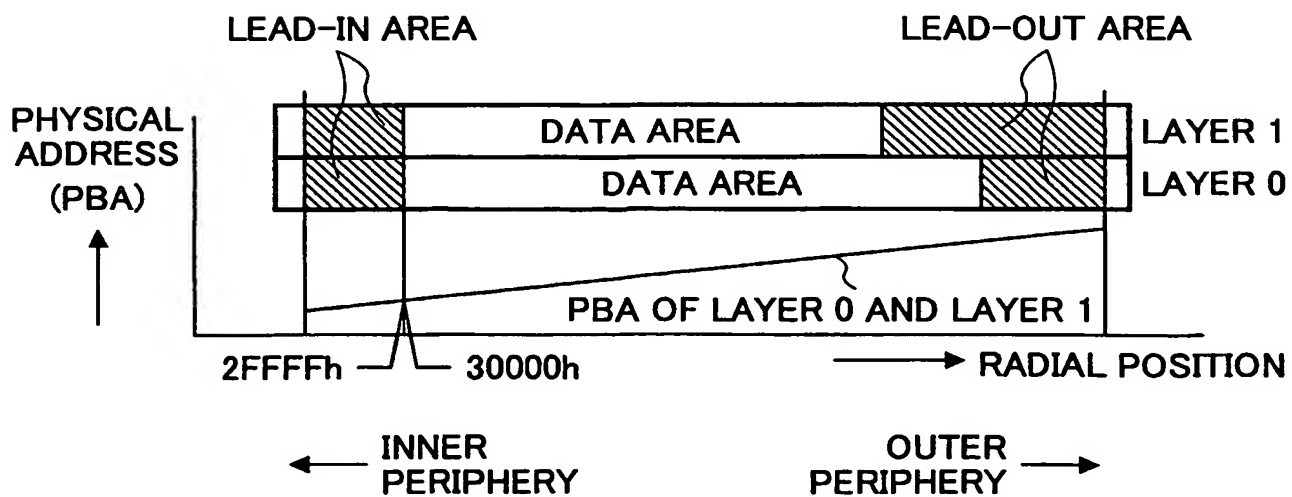 LEAD-IN AREA
LEAD-OUT AREA
PHYSICAL
ADDRESS
(PBA)
DATA AREA
LAYER 1
DATA AREA
LAYER 0
PBA OF LAYER 0 AND LAYER 1
2FFFFh
30000h
RADIAL POSITION
INNER
PERIPHERY
OUTER
PERIPHERY